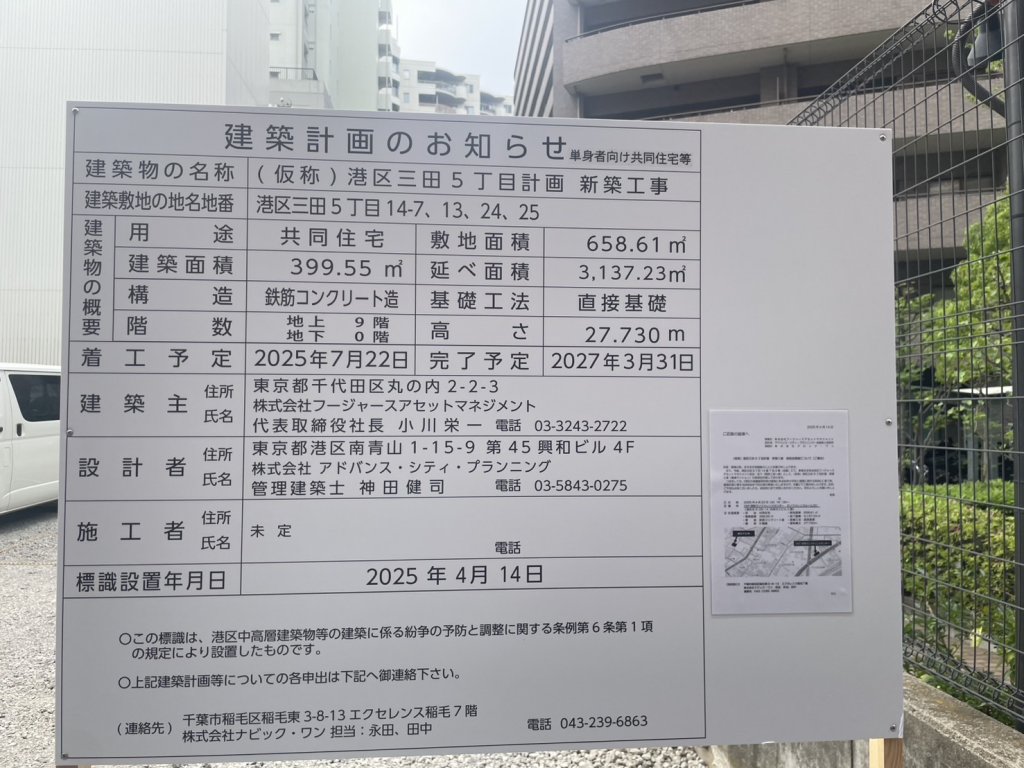 建築計画のお知らせ 単身者向け共同住宅等
建築物の名称 (仮称)港区三田5丁目計画 新築工事
建築敷地の地名地番 港区三田5丁目14-7、13、24、25
建築物の概要
用途 共同住宅 敷地面積 658.61㎡
建築面積 399.55㎡ 延べ面積 3,137.23㎡
構造 鉄筋コンクリート造 基礎工法 直接基礎
階数 地上 9階 高さ 27.730m
地下 0階
着工予定 2025年7月22日 完了予定 2027年3月31日
建築主 住所 東京都千代田区丸の内2-2-3
株式会社フージャースアセットマネジメント
氏名 代表取締役社長 小川栄一 電話 03-3243-2722
設計者 住所 東京都港区南青山1-15-9 第45興和ビル4F
株式会社 アドバンス・シティ・プランニング
氏名 管理建築士 神田健司 電話 03-5843-0275
施工者 住所
未定
氏名 電話
標識設置年月日 2025年4月14日
○この標識は、港区中高層建築物等の建築に係る紛争の予防と調整に関する条例第6条第1項
の規定により設置したものです。
○上記建築計画等についての各申出は下記へ御連絡下さい。
(連絡先) 千葉市稲毛区稲毛東3-8-13エクセレンス稲毛7階
株式会社ナビック・ワン 担当:永田、田中 電話 043-239-6863